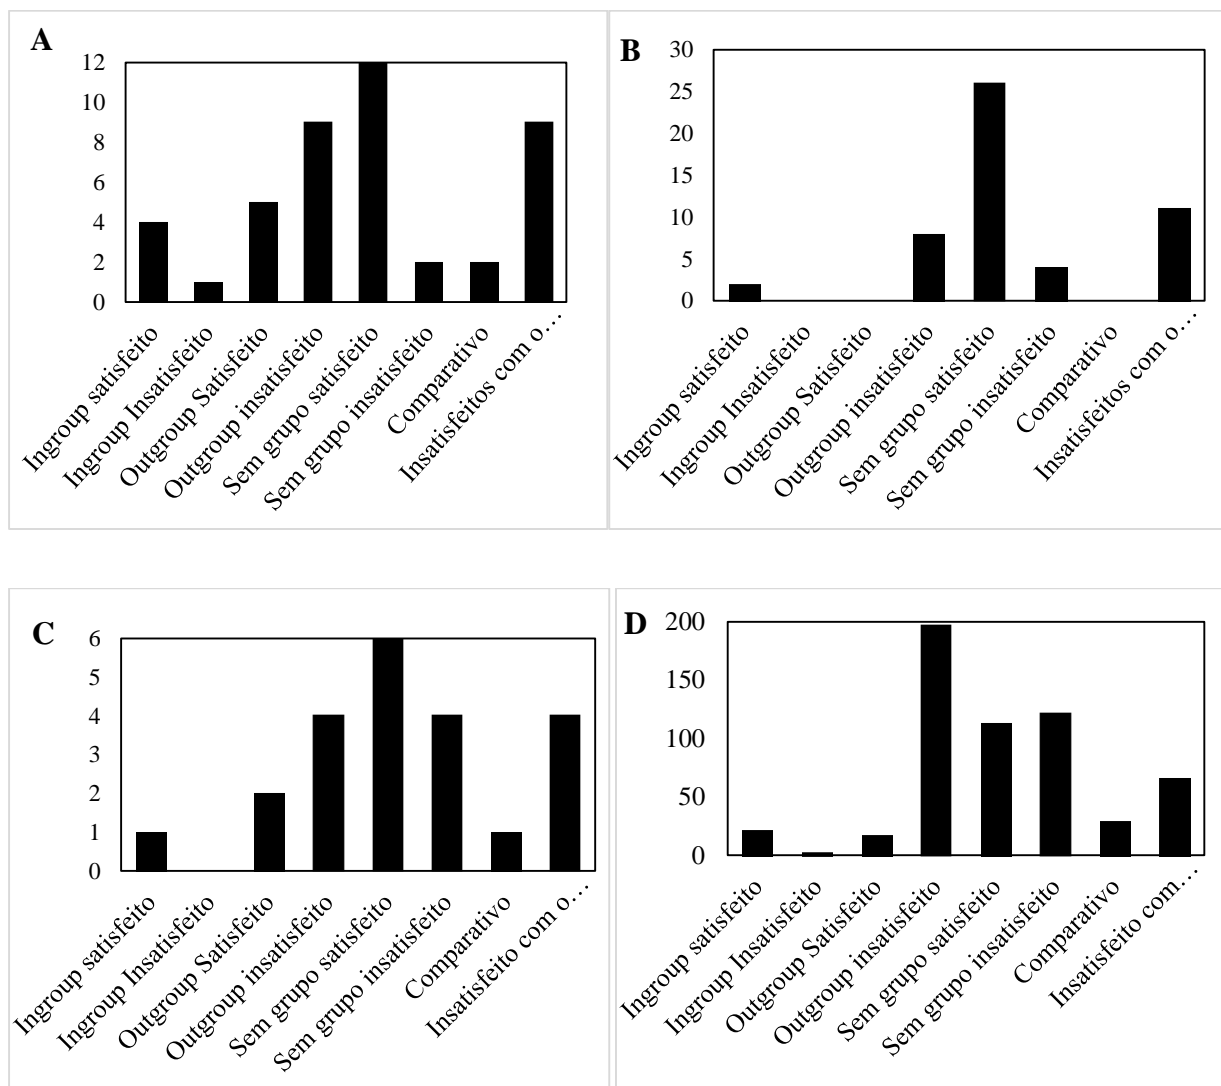 A
12
10
8
6
4
2
0
Ingroup satisfeito
Ingroup Insatisfeito
Outgroup Satisfeito
Outgroup insatisfeito
Sem grupo satisfeito
Sem grupo insatisfeito
Comparativo
Insatisfeitos com o…
B
30
25
20
15
10
5
0
Ingroup satisfeito
Ingroup Insatisfeito
Outgroup Satisfeito
Outgroup insatisfeito
Sem grupo satisfeito
Sem grupo insatisfeito
Comparativo
Insatisfeitos com o…
C
6
5
4
3
2
1
0
Ingroup satisfeito
Ingroup Insatisfeito
Outgroup Satisfeito
Outgroup insatisfeito
Sem grupo satisfeito
Sem grupo insatisfeito
Comparativo
Insatisfeito com o…
D
200
150
100
50
0
Ingroup satisfeito
Ingroup Insatisfeito
Outgroup Satisfeito
Outgroup insatisfeito
Sem grupo satisfeito
Sem grupo insatisfeito
Comparativo
Insatisfeito com…